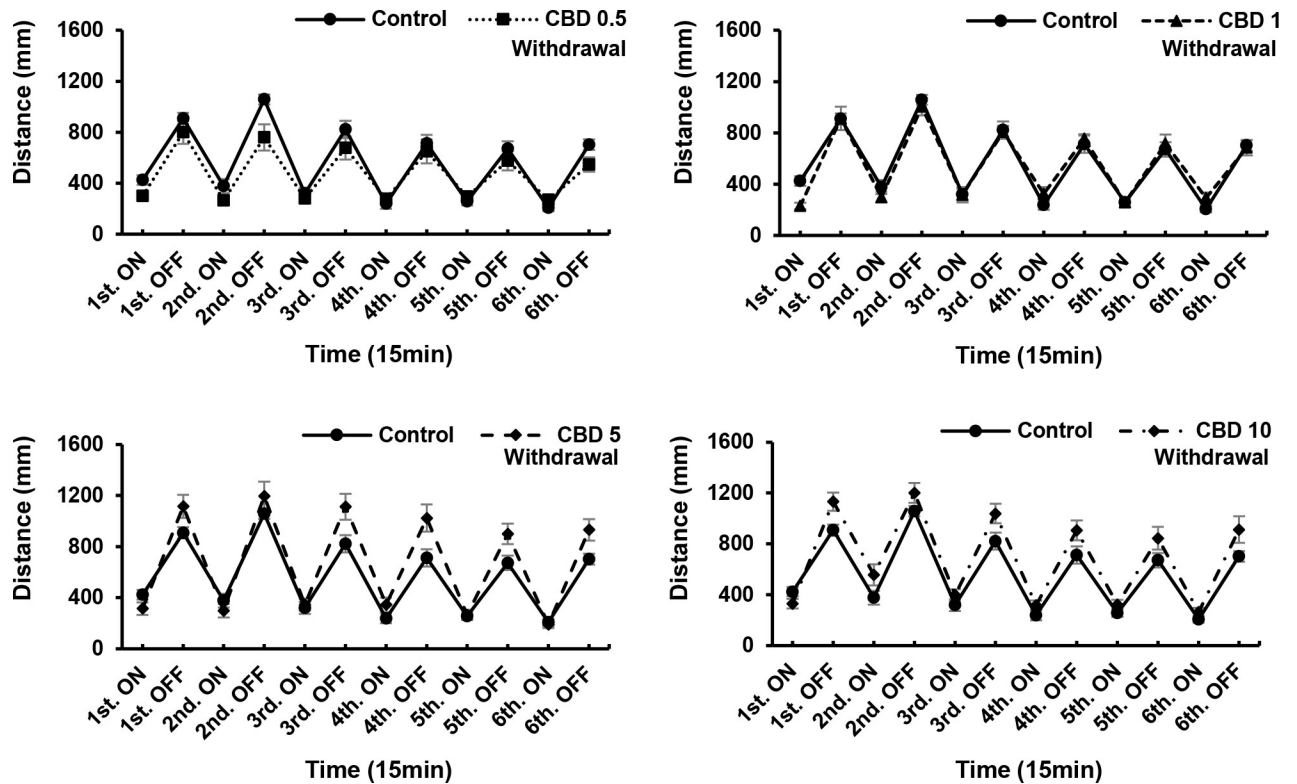 Control CBD 0.5
Withdrawal
Distance (mm)
1600
1200
800
400
0
1st. ON 1st. OFF 2nd. ON 2nd. OFF 3rd. ON 3rd. OFF 4th. ON 4th. OFF 5th. ON 5th. OFF 6th. ON 6th. OFF
Time (15min)
Control CBD 1
Withdrawal
Distance (mm)
1600
1200
800
400
0
1st. ON 1st. OFF 2nd. ON 2nd. OFF 3rd. ON 3rd. OFF 4th. ON 4th. OFF 5th. ON 5th. OFF 6th. ON 6th. OFF
Time (15min)
Control CBD 5
Withdrawal
Distance (mm)
1600
1200
800
400
0
1st. ON 1st. OFF 2nd. ON 2nd. OFF 3rd. ON 3rd. OFF 4th. ON 4th. OFF 5th. ON 5th. OFF 6th. ON 6th. OFF
Time (15min)
Control CBD 10
Withdrawal
Distance (mm)
1600
1200
800
400
0
1st. ON 1st. OFF 2nd. ON 2nd. OFF 3rd. ON 3rd. OFF 4th. ON 4th. OFF 5th. ON 5th. OFF 6th. ON 6th. OFF
Time (15min)